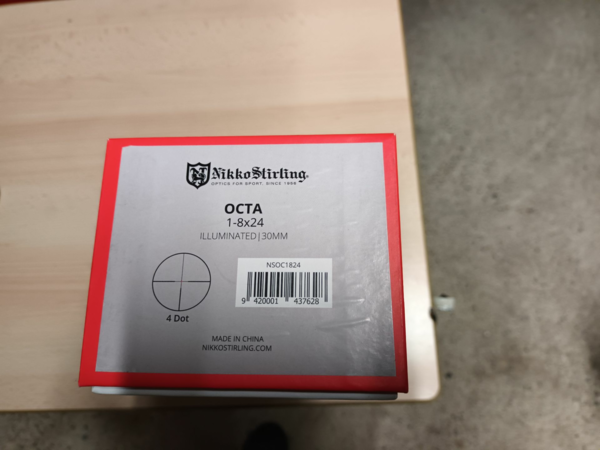 NS NikkoStirling.
OPTICS FOR SPORT, SINCE 1956
OCTA
1-8x24
ILLUMINATED|30MM
NSOC1824
9 420001 437628
4 Dot
MADE IN CHINA
NIKKOSTIRLING.COM